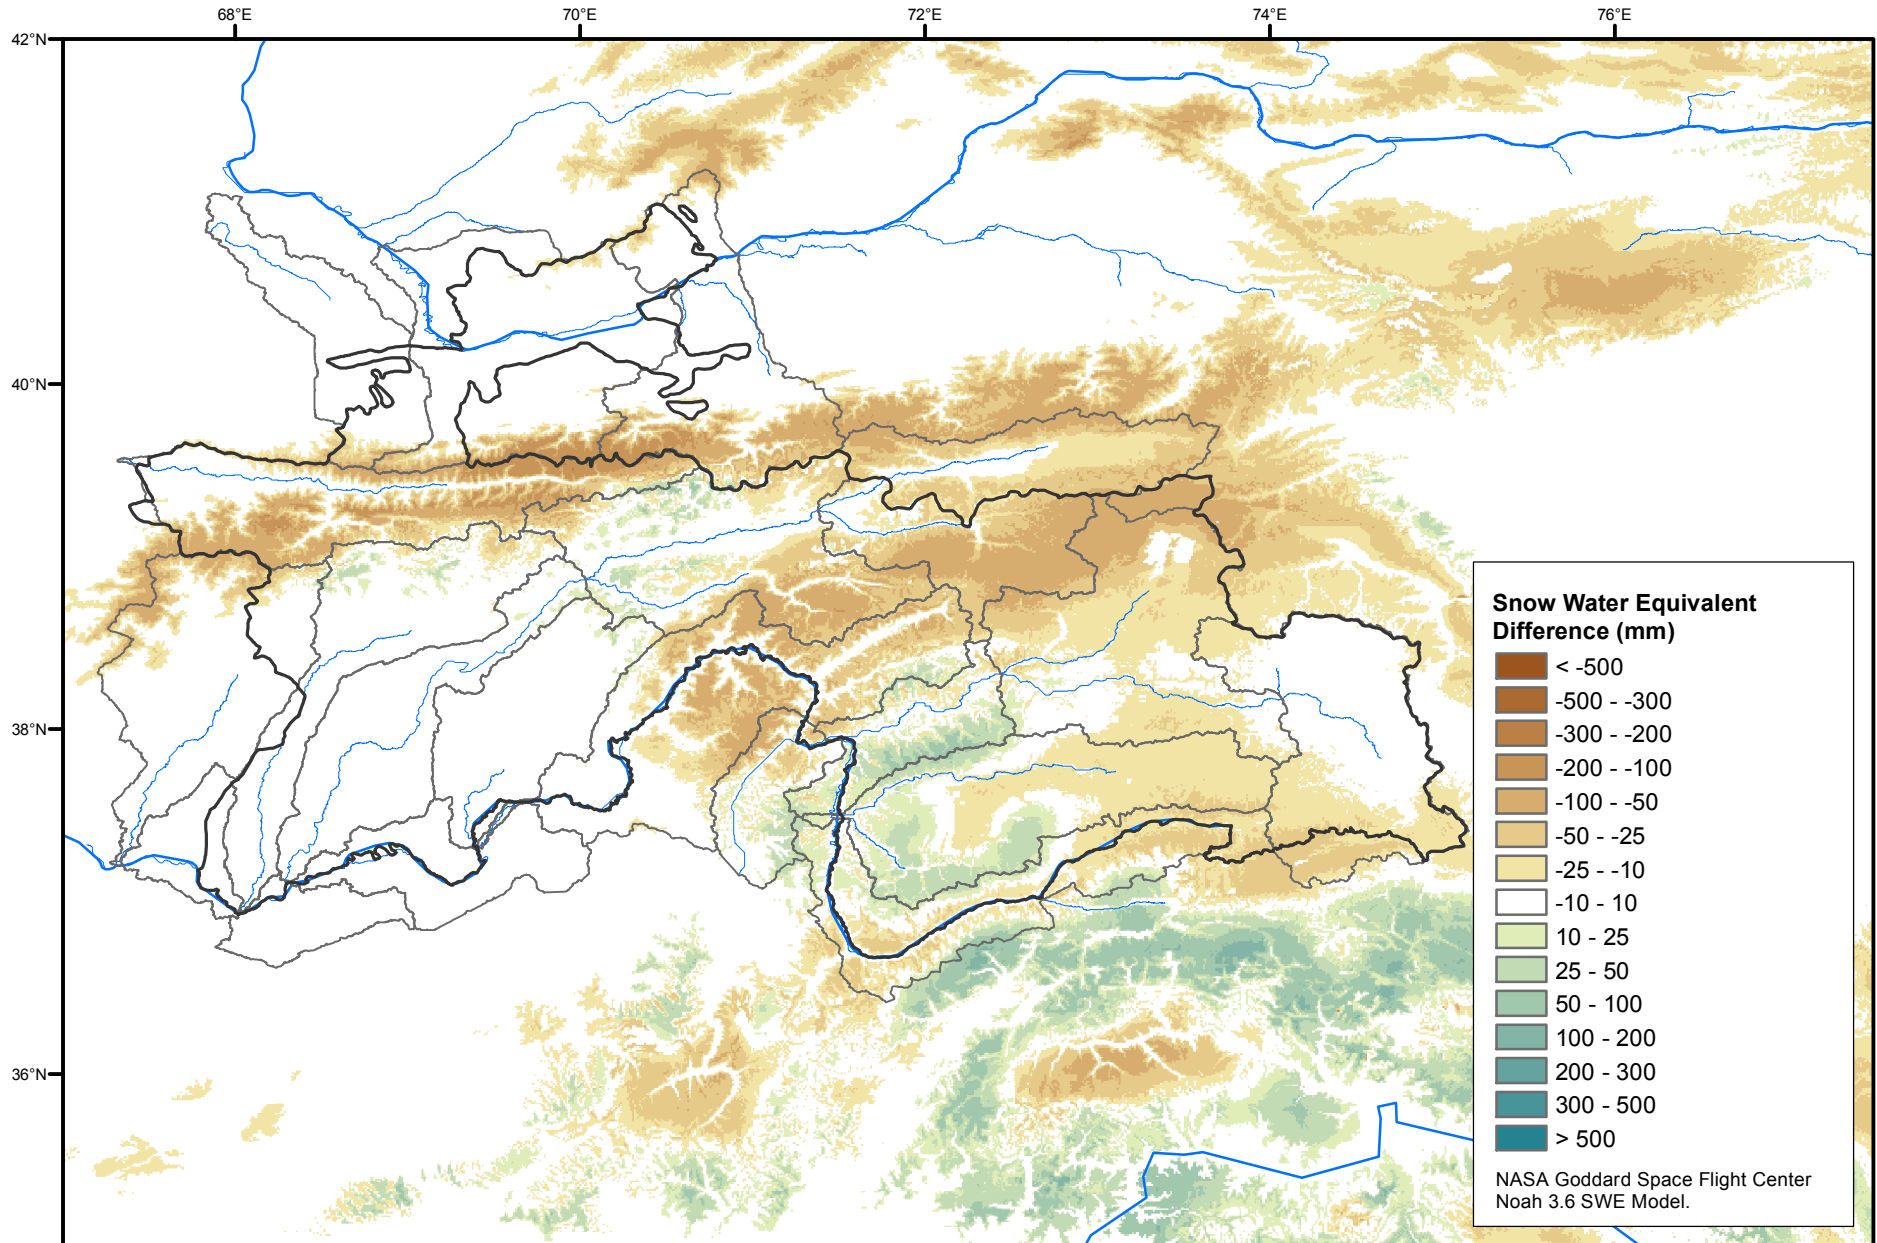 68°E 70°E 72°E 74°E 76°E
42°N
40°N
38°N
36°N
Snow Water Equivalent
Difference (mm)
< -500
-500 - -300
-300 - -200
-200 - -100
-100 - -50
-50 - -25
-25 - -10
-10 - 10
10 - 25
25 - 50
50 - 100
100 - 200
200 - 300
300 - 500
> 500
NASA Goddard Space Flight Center
Noah 3.6 SWE Model.